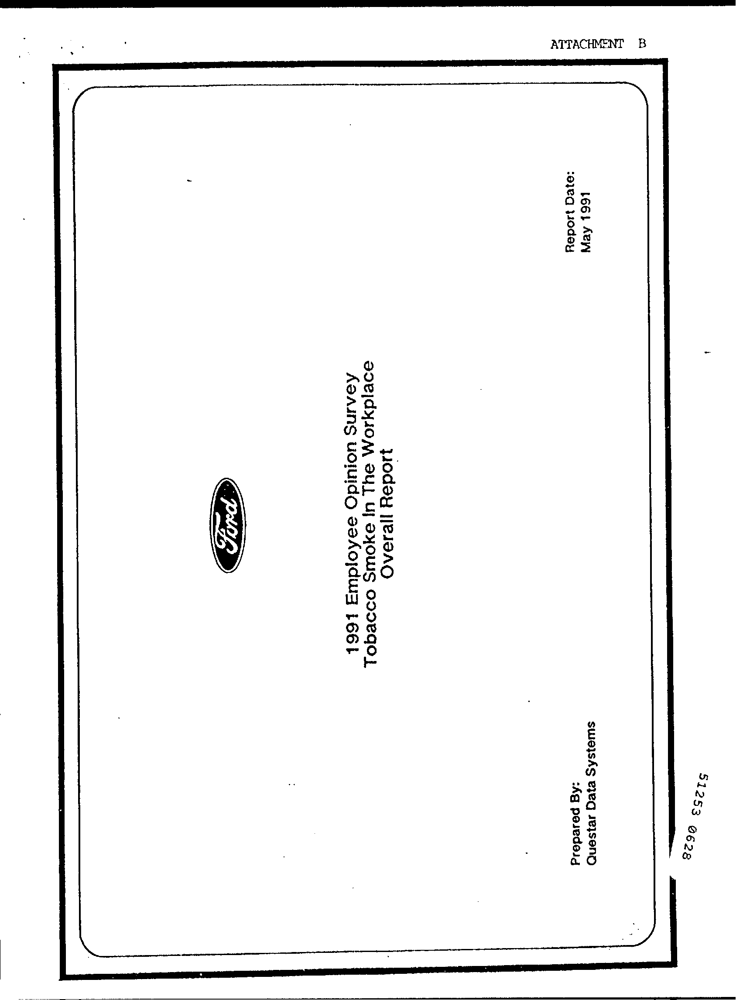 ATTACHMENT B
Ford
1991 Employee Opinion Survey
Tobacco Smoke In The Workplace
Overall Report
Prepared By:
Questar Data Systems
Report Date:
May 1991
51253 0628